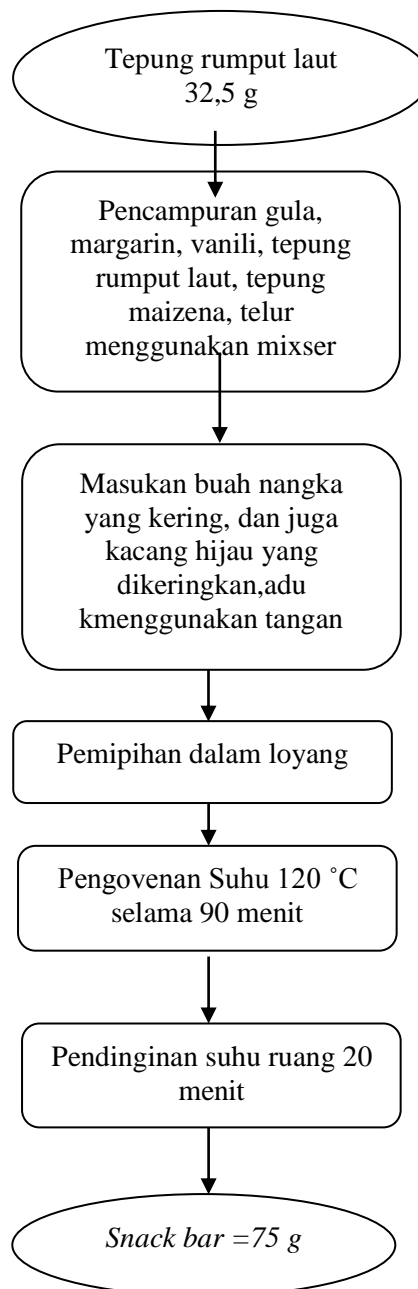 Tepung rumput laut
32,5 g
Pencampuran gula,
margarin, vanili, tepung
rumput laut, tepung
maizena, telur
menggunakan mixser
Masukan buah nangka
yang kering, dan juga
kacang hijau yang
dikeringkan,adu
kmenggunakan tangan
Pemipihan dalam loyang
Pengovenan Suhu 120 ˚C
selama 90 menit
Pendinginan suhu ruang 20
menit
Snack bar =75 g